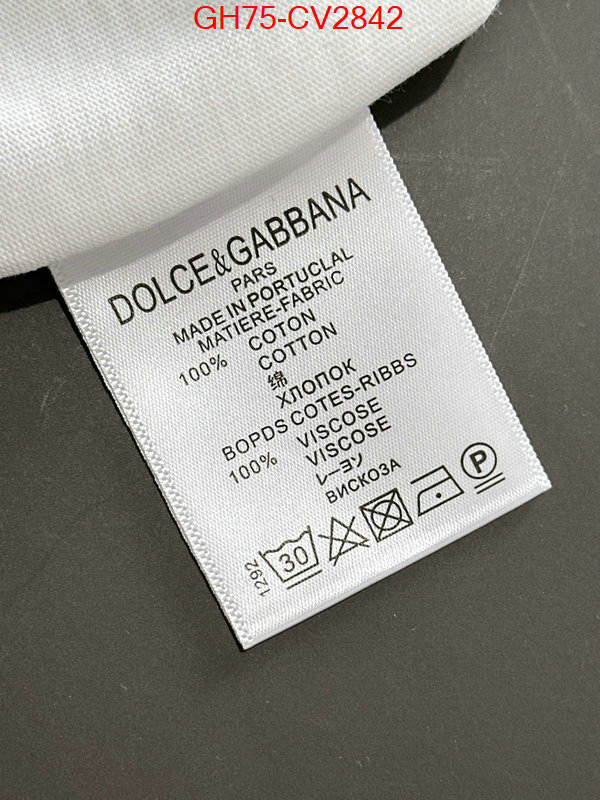 GH75-CV2842
DOLCE&GABBANA
PARS
MADE IN PORTUCLAL
MATIERE-FABRIC
100% COTON
COTTON
绵
ХЛОПОК
BOPDS COTES-RIBBS
100% VISCOSE
VISCOSE
レーヨン
ВИСКОЗА
1292 30 P